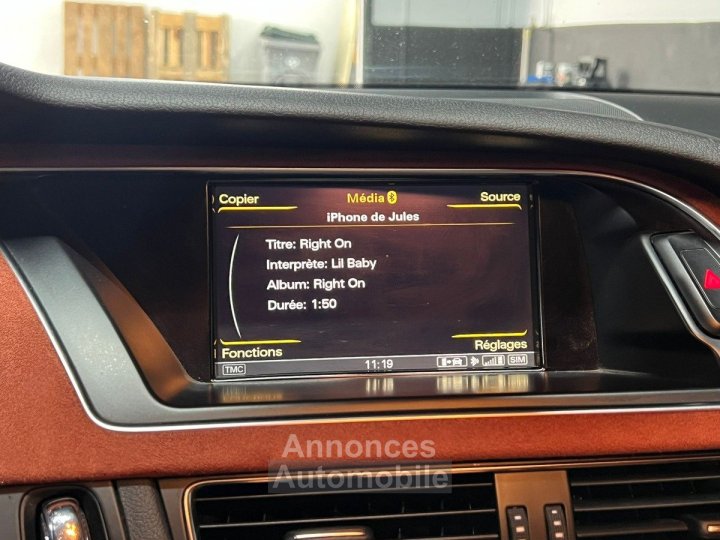 Copier
Média
Source
iPhone de Jules
Titre: Right On
Interprète: Lil Baby
Album: Right On
Durée: 1:50
Fonctions
Réglages
TMC
11:19
SIM
Annonces
Automobile